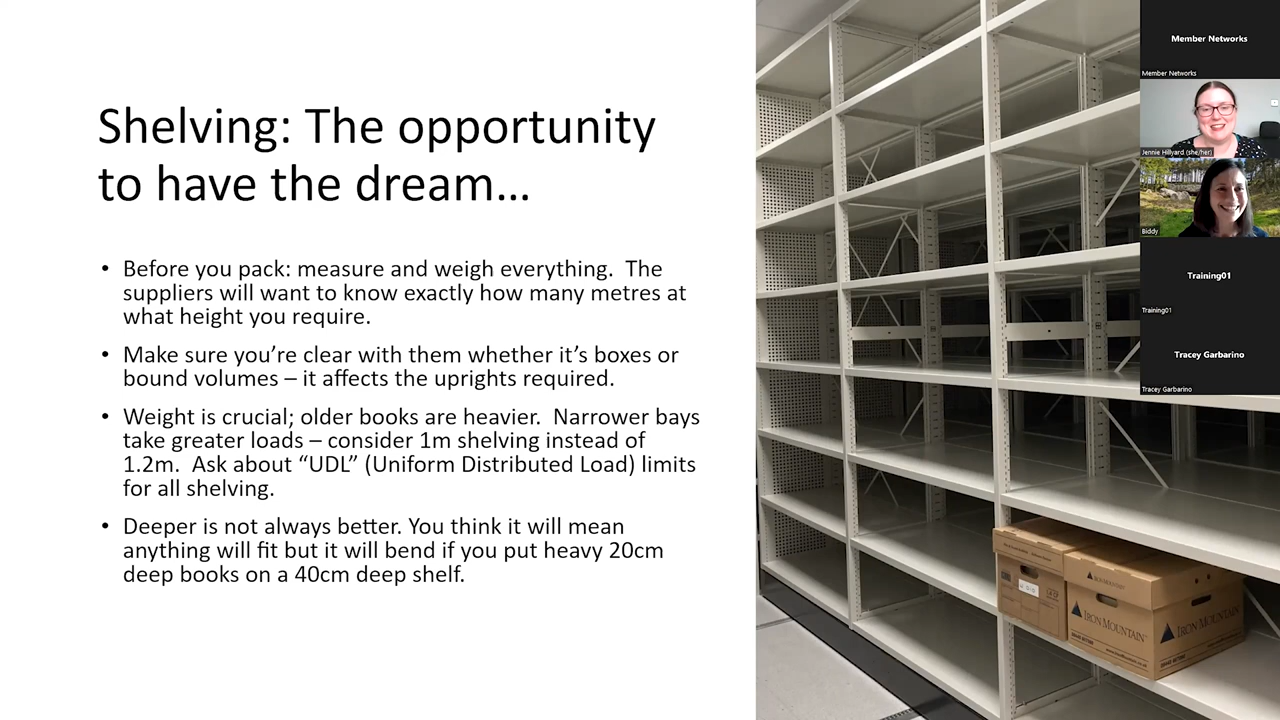 Shelving: The opportunity
to have the dream…
• Before you pack: measure and weigh everything.  The
suppliers will want to know exactly how many metres at
what height you require.
• Make sure you’re clear with them whether it’s boxes or
bound volumes – it affects the uprights required.
• Weight is crucial; older books are heavier.  Narrower bays
take greater loads – consider 1m shelving instead of
1.2m.  Ask about “UDL” (Uniform Distributed Load) limits
for all shelving.
• Deeper is not always better. You think it will mean
anything will fit but it will bend if you put heavy 20cm
deep books on a 40cm deep shelf.
Member Networks
Member Networks
Jennie Hillyard (she/her)
Biddy
Training01
Training01
Tracey Garbarino
Tracey Garbarino
IRON MOUNTAIN
IRON MOUNTAIN
IRON MOUNTAIN